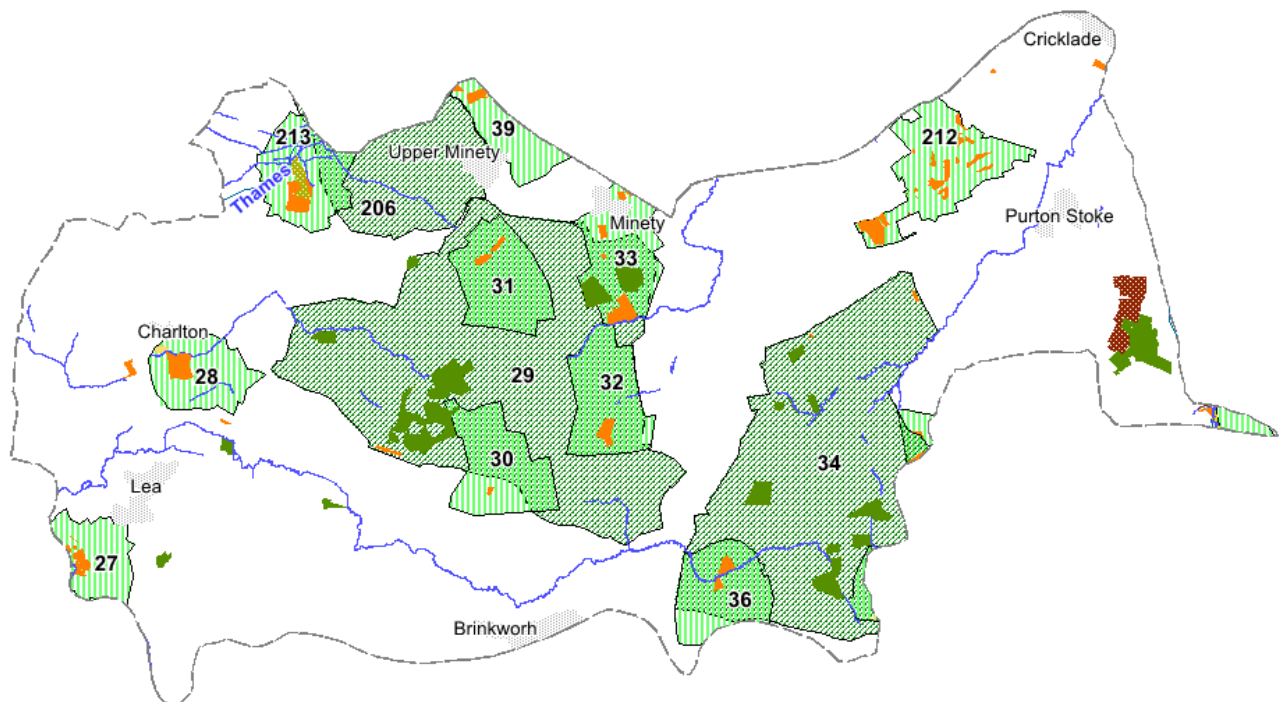 Cricklade
39
213
212
Upper Minety
Thames
206
Purton Stoke
Minety
33
31
Charlton
28
29
32
30
34
Lea
27
36
Brinkworh